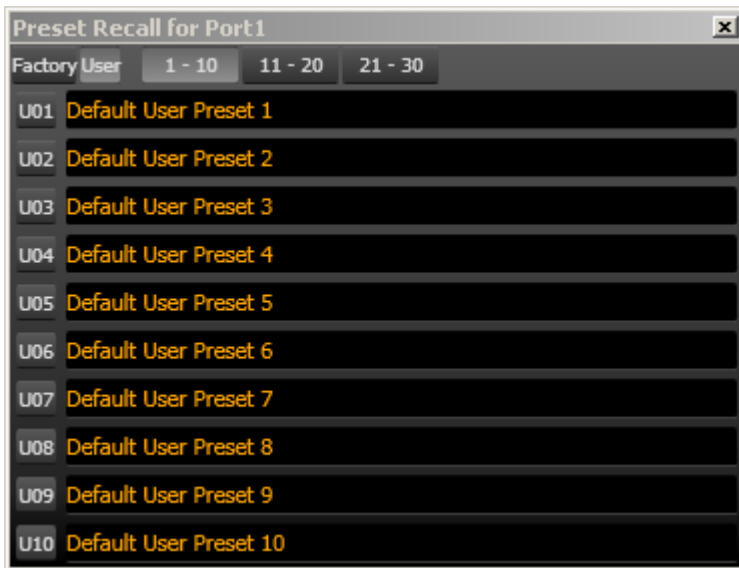 Preset Recall for Port1
Factory User 1 - 10 11 - 20 21 - 30
U01 Default User Preset 1
U02 Default User Preset 2
U03 Default User Preset 3
U04 Default User Preset 4
U05 Default User Preset 5
U06 Default User Preset 6
U07 Default User Preset 7
U08 Default User Preset 8
U09 Default User Preset 9
U10 Default User Preset 10